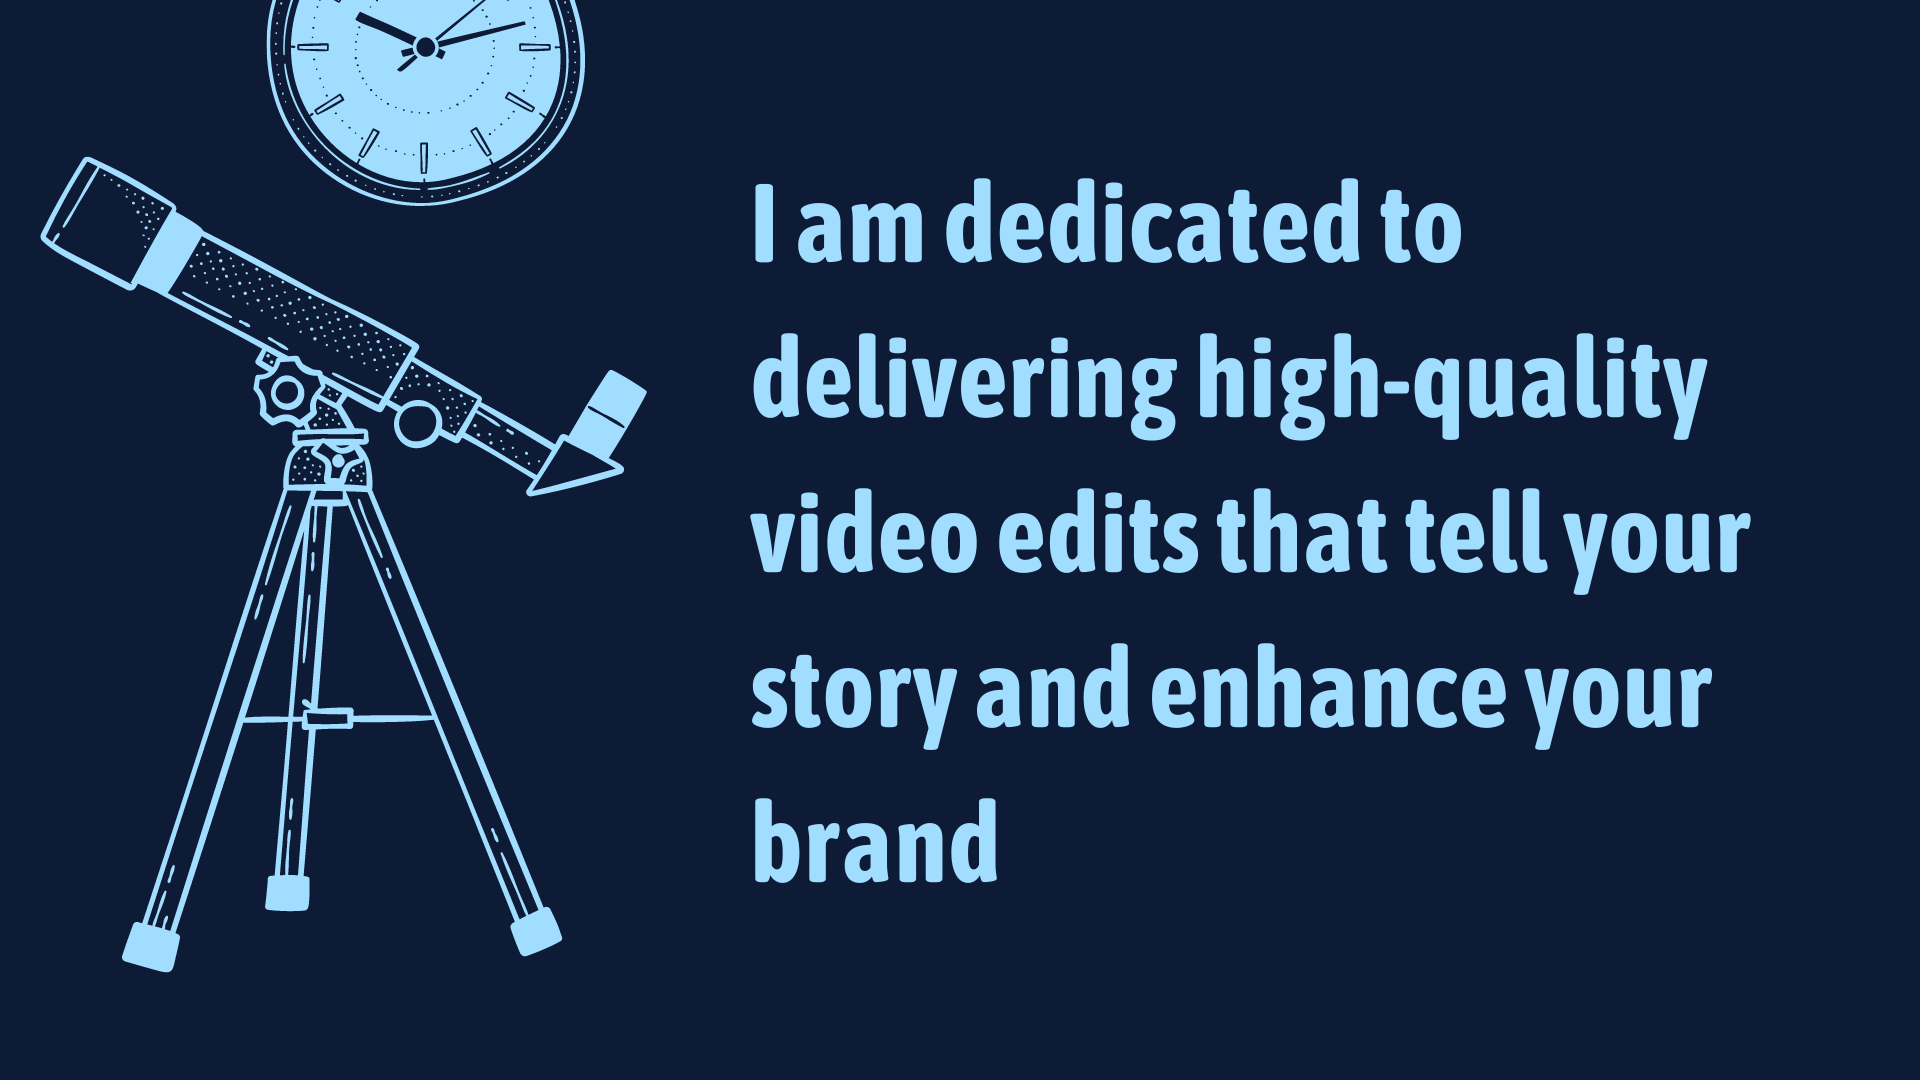 I am dedicated to
delivering high-quality
video edits that tell your
story and enhance your
brand